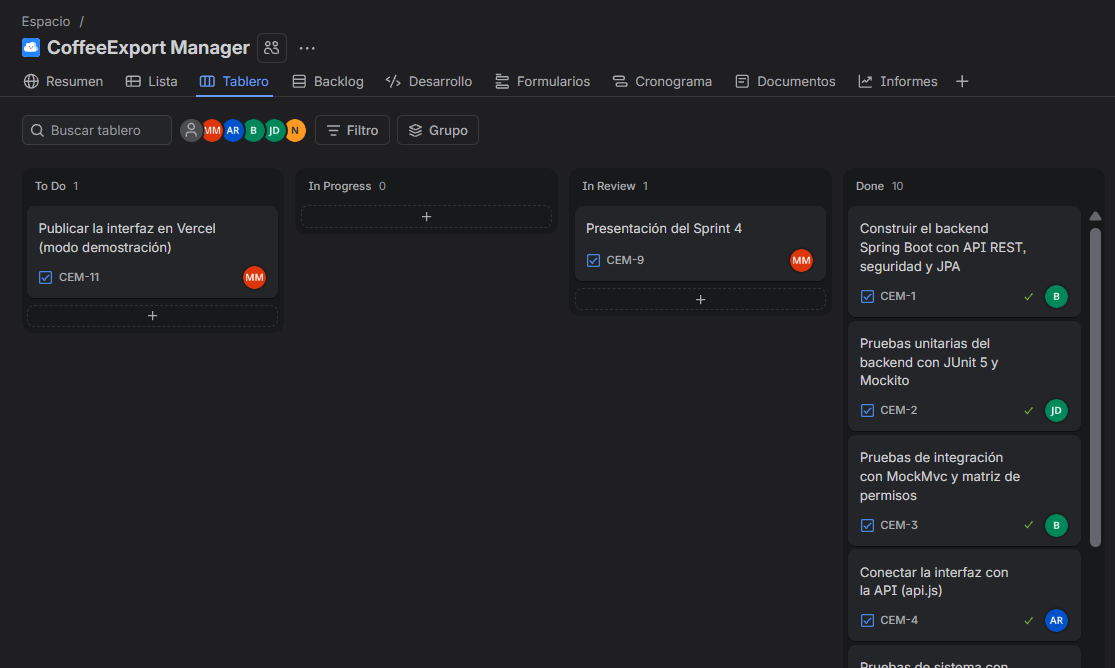 Espacio /
CoffeeExport Manager
Resumen Lista Tablero Backlog Desarrollo Formularios Cronograma Documentos Informes
Buscar tablero MM AR B JD N Filtro Grupo
To Do 1
Publicar la interfaz en Vercel
(modo demostración)
CEM-11 MM
In Progress 0
In Review 1
Presentación del Sprint 4
CEM-9 MM
Done 10
Construir el backend
Spring Boot con API REST,
seguridad y JPA
CEM-1 B
Pruebas unitarias del
backend con JUnit 5 y
Mockito
CEM-2 JD
Pruebas de integración
con MockMvc y matriz de
permisos
CEM-3 B
Conectar la interfaz con
la API (api.js)
CEM-4 AR
Pruebas de sistema con